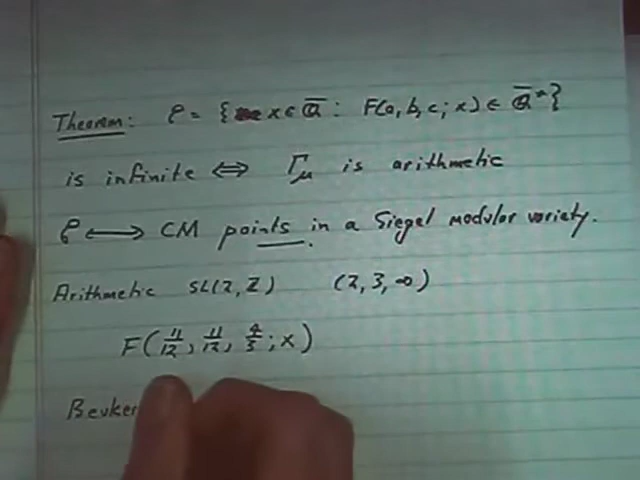 Theorem: ℰ = { x ∈ Q̄ : F(a, b, c; x) ∈ Q̄* }
is infinite ⇔ Γμ is arithmetic
ℰ ⟷ CM points in a Siegel modular variety.
Arithmetic SL(2, Z) (2, 3, ∞)
F(11/12, 11/12, 4/3; x)
Beuker